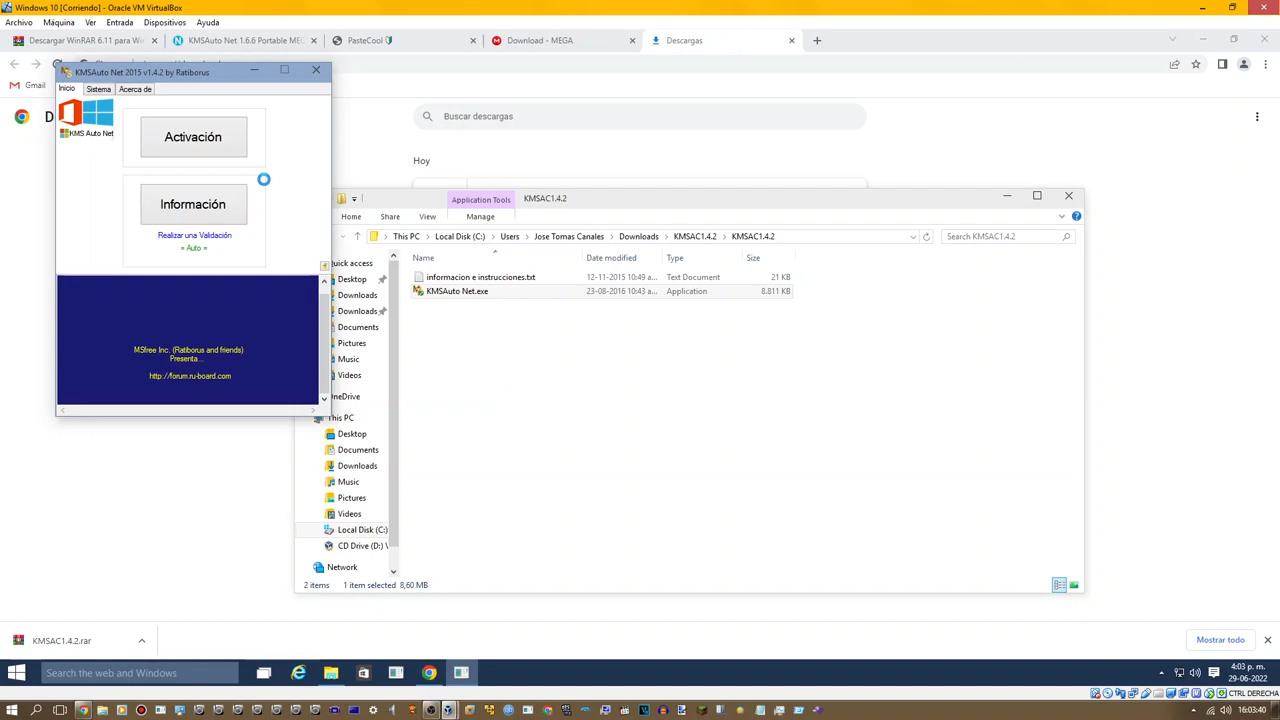 Windows 10 [Corriendo] - Oracle VM VirtualBox
Archivo Máquina Ver Entrada Dispositivos Ayuda
Descargar WinRAR 6.11 para Wi KMSAuto Net 1.6.6 Portable ME PasteCool Download - MEGA Descargas
KMSAuto Net 2015 v1.4.2 by Ratiborus
Gmail
Inicio Sistema Acerca de
KMS Auto Net
Activación
Información
Realizar una Validación
= Auto =
MSfree Inc. (Ratiborus and friends)
Presenta...
http://forum.ru-board.com
D
Buscar descargas
Hoy
Application Tools KMSAC1.4.2
Home Share View Manage
This PC Local Disk (C:) Users Jose Tomas Canales Downloads KMSAC1.4.2 KMSAC1.4.2 Search KMSAC1.4.2
Name Date modified Type Size
informacion e instrucciones.txt 12-11-2015 10:49 a... Text Document 21 KB
KMSAuto Net.exe 23-08-2016 10:43 a... Application 8.811 KB
uick access
Desktop
Downloads
Downloads
Documents
Pictures
Music
Videos
OneDrive
This PC
Desktop
Documents
Downloads
Music
Pictures
Videos
Local Disk (C:)
CD Drive (D:) V
Network
2 items 1 item selected 8,60 MB
KMSAC1.4.2.rar
Mostrar todo
Search the web and Windows
4:03 p. m.
29-06-2022
CTRL DERECHA
16:03:40